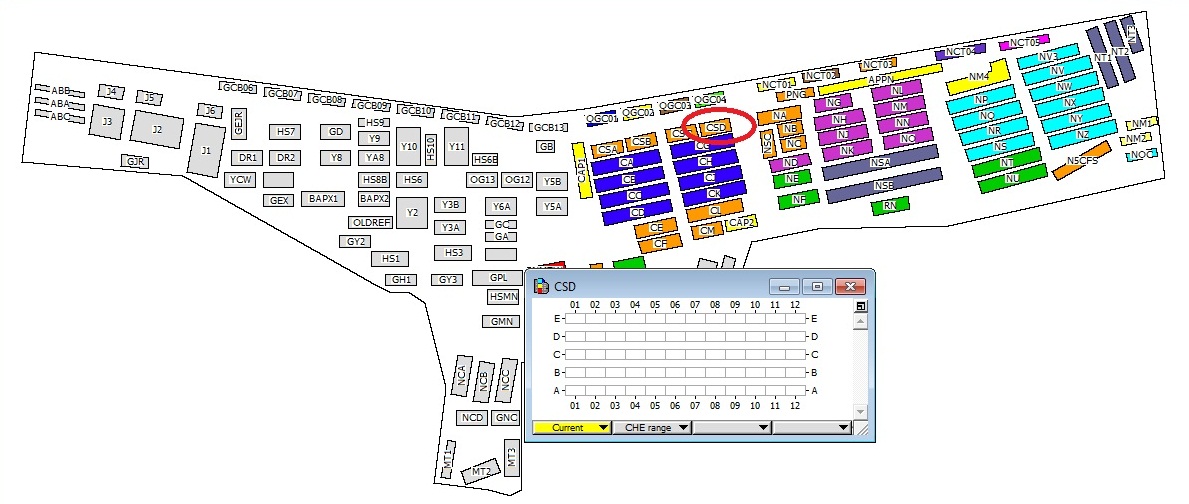 ABB
ABA
ABC
J4
J5
J3
J2
J6
J1
GJR
GCB06
GCB07
GCB08
GCB09
GCB10
GCB11
GCB12
GCB13
GEJR
HS7
GD
HS9
Y9
Y10
HS10
Y11
GB
DR1
DR2
Y8
YA8
HS6B
YCW
HS8B
HS6
OG13
OG12
Y5B
GEX
BAPX1
BAPX2
Y2
Y3B
Y6A
Y5A
OLDREF
Y3A
GC
GA
GY2
HS1
HS3
GH1
GY3
GPL
HSMN
GMN
NCA
NCB
NCC
NCD
GNC
MT1
MT2
MT3
OGC01
OGC02
OGC03
OGC04
CAP1
CSA
CSB
CSD
CA
CB
CC
CD
CE
CF
CG
CH
CJ
CK
CL
CM
CAP2
NCT01
NCT02
NCT03
NCT04
NCT05
PNG
APPN
NA
NB
NC
NSC
ND
NE
NF
NG
NH
NJ
NK
NL
NM
NN
NO
NSA
NSB
RN
NM4
NP
NQ
NR
NS
NT
NU
NV3
NV
NW
NX
NY
NZ
NT1
NT2
NT3
NM1
NM2
NOC
NSCFS
CSD
01 02 03 04 05 06 07 08 09 10 11 12
E E
D D
C C
B B
A A
01 02 03 04 05 06 07 08 09 10 11 12
Current CHE range